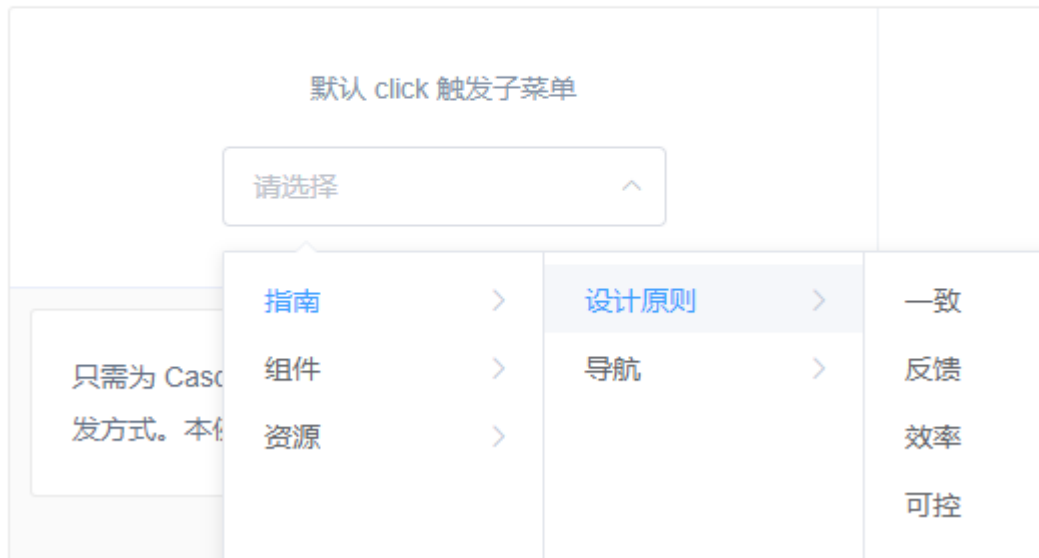 默认 click 触发子菜单
请选择
指南
组件
资源
设计原则
导航
一致
反馈
效率
可控
只需为
发方式。本